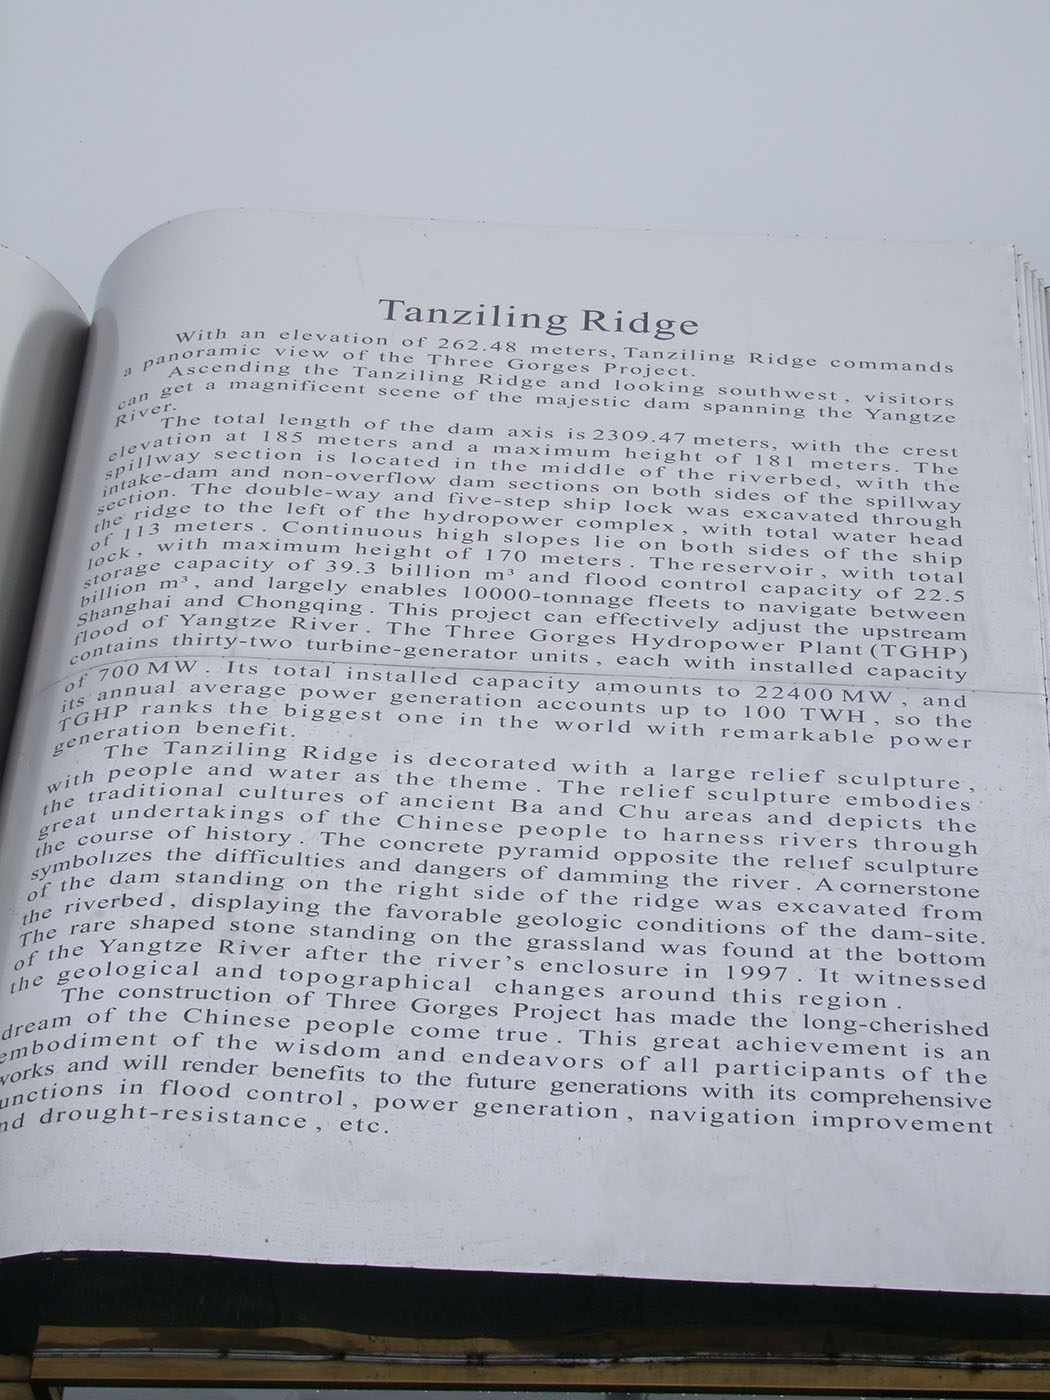 Tanziling Ridge
With an elevation of 262.48 meters, Tanziling Ridge commands
a panoramic view of the Three Gorges Project.
Ascending the Tanziling Ridge and looking southwest, visitors
can get a magnificent scene of the majestic dam spanning the Yangtze
River.
The total length of the dam axis is 2309.47 meters, with the crest
elevation at 185 meters and a maximum height of 181 meters. The
spillway section is located in the middle of the riverbed, with the
intake-dam and non-overflow dam sections on both sides of the spillway
section. The double-way and five-step ship lock was excavated through
the ridge to the left of the hydropower complex, with total water head
of 113 meters. Continuous high slopes lie on both sides of the ship
lock, with maximum height of 170 meters. The reservoir, with total
storage capacity of 39.3 billion m³ and flood control capacity of 22.5
billion m³, and largely enables 10000-tonnage fleets to navigate between
Shanghai and Chongqing. This project can effectively adjust the upstream
flood of Yangtze River. The Three Gorges Hydropower Plant (TGHP)
contains thirty-two turbine-generator units, each with installed capacity
of 700 MW. Its total installed capacity amounts to 22400 MW, and
its annual average power generation accounts up to 100 TWH, so the
TGHP ranks the biggest one in the world with remarkable power
generation benefit.
The Tanziling Ridge is decorated with a large relief sculpture,
with people and water as the theme. The relief sculpture embodies
the traditional cultures of ancient Ba and Chu areas and depicts the
great undertakings of the Chinese people to harness rivers through
the course of history. The concrete pyramid opposite the relief sculpture
symbolizes the difficulties and dangers of damming the river. A cornerstone
of the dam standing on the right side of the ridge was excavated from
the riverbed, displaying the favorable geologic conditions of the dam-site.
The rare shaped stone standing on the grassland was found at the bottom
of the Yangtze River after the river's enclosure in 1997. It witnessed
the geological and topographical changes around this region.
The construction of Three Gorges Project has made the long-cherished
dream of the Chinese people come true. This great achievement is an
embodiment of the wisdom and endeavors of all participants of the
works and will render benefits to the future generations with its comprehensive
unctions in flood control, power generation, navigation improvement
nd drought-resistance, etc.